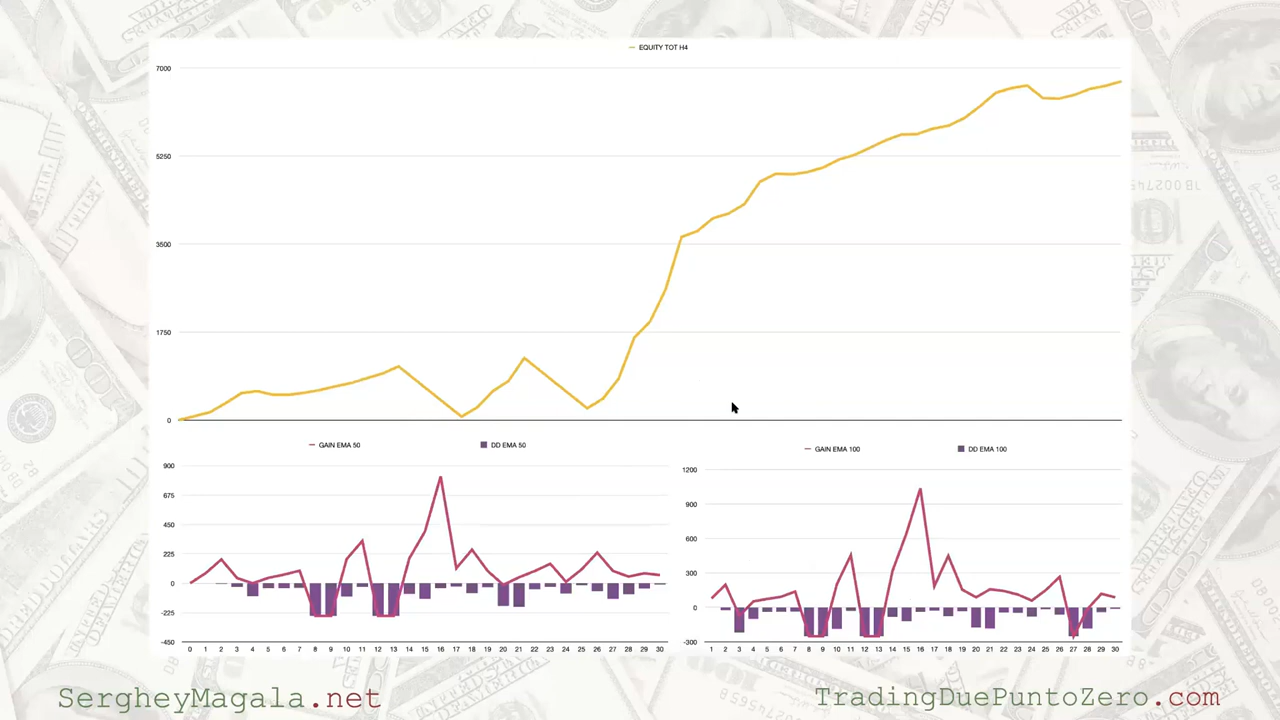 EQUITY TOT H4
7000
5250
3500
1750
0
GAIN EMA 50 DD EMA 50
900
675
450
225
0
-225
-450
0 1 2 3 4 5 6 7 8 9 10 11 12 13 14 15 16 17 18 19 20 21 22 23 24 25 26 27 28 29 30
GAIN EMA 100 DD EMA 100
1200
900
600
300
0
-300
1 2 3 4 5 6 7 8 9 10 11 12 13 14 15 16 17 18 19 20 21 22 23 24 25 26 27 28 29 30
SergheyMagala.net
TradingDuePuntoZero.com